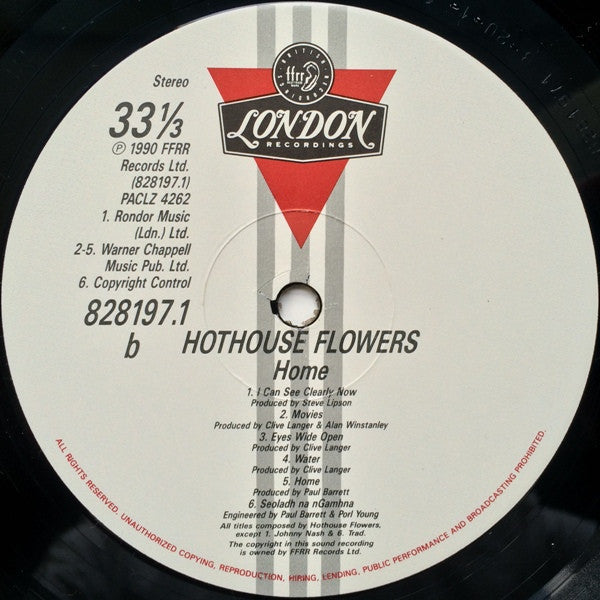 BRITISH RECORDINGS
ffrr
LONDON
RECORDINGS
Stereo
33 1/3
℗ 1990 FFRR
Records Ltd.
(828197.1)
PACLZ 4262
1. Rondor Music
(Ldn.) Ltd.
2-5. Warner Chappell
Music Pub. Ltd.
6. Copyright Control
828197.1
b
HOTHOUSE FLOWERS
Home
1. I Can See Clearly Now
Produced by Steve Lipson
2. Movies
Produced by Clive Langer & Alan Winstanley
3. Eyes Wide Open
Produced by Clive Langer
4. Water
Produced by Clive Langer
5. Home
Produced by Paul Barrett
6. Seoladh na nGamhna
Engineered by Paul Barrett & Porl Young
All titles composed by Hothouse Flowers,
except 1. Johnny Nash & 6. Trad.
The copyright in this sound recording
is owned by FFRR Records Ltd.
ALL RIGHTS RESERVED. UNAUTHORIZED COPYING, REPRODUCTION, HIRING, LENDING, PUBLIC PERFORMANCE AND BROADCASTING PROHIBITED.